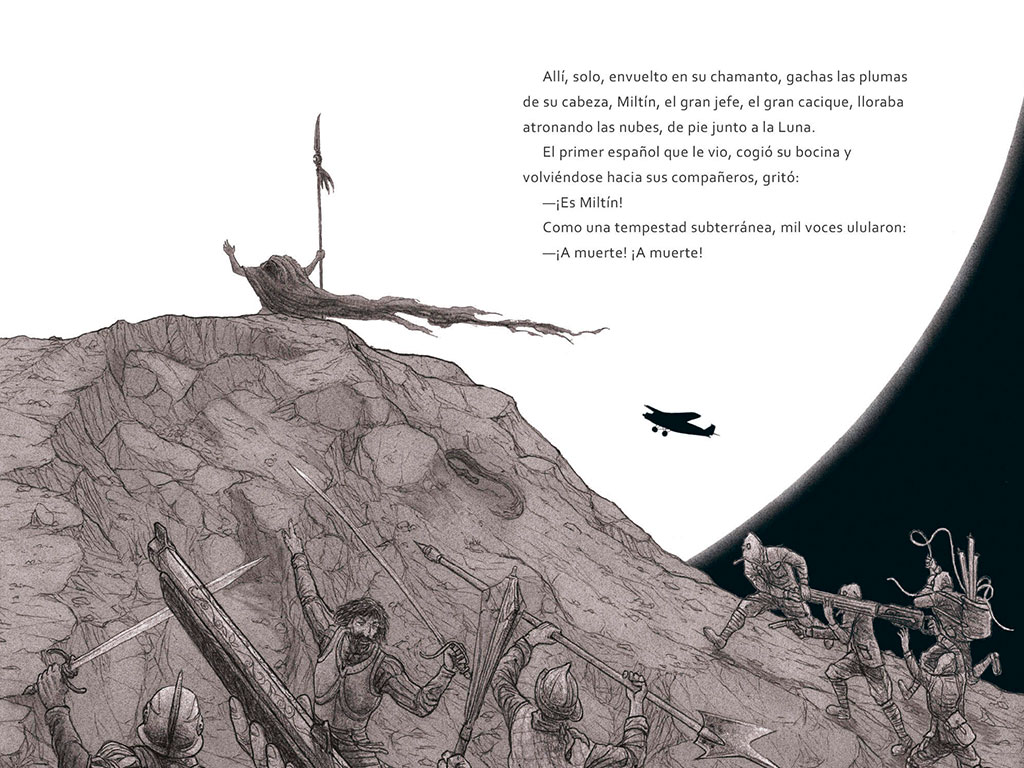 Allí, solo, envuelto en su chamanto, gachas las plumas
de su cabeza, Miltín, el gran jefe, el gran cacique, lloraba
atronando las nubes, de pie junto a la Luna.
El primer español que le vio, cogió su bocina y
volviéndose hacia sus compañeros, gritó:
—¡Es Miltín!
Como una tempestad subterránea, mil voces ulularon:
—¡A muerte! ¡A muerte!